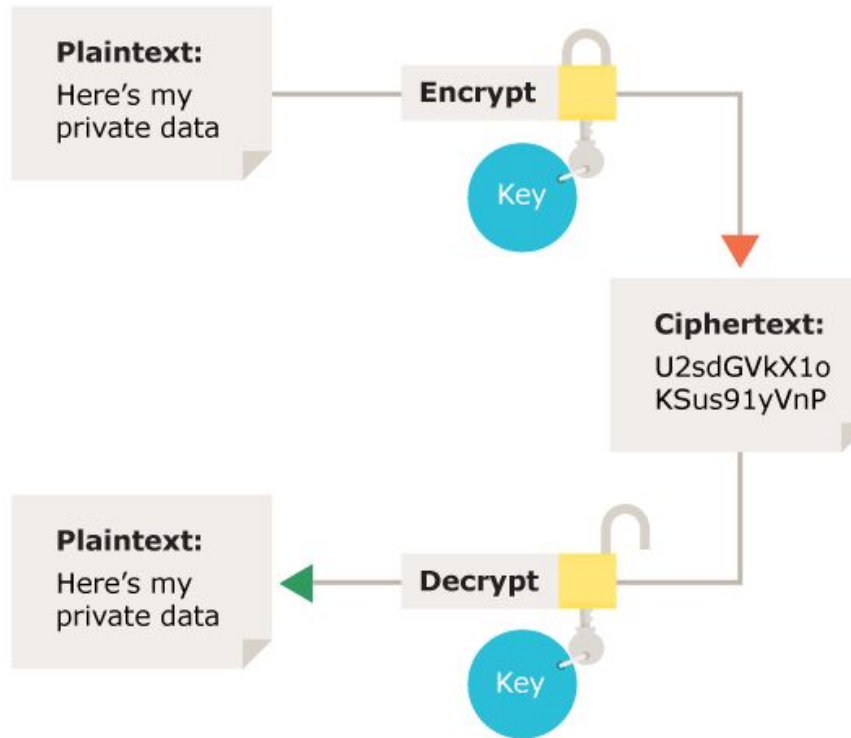 Plaintext:
Here's my
private data
Encrypt
Key
Ciphertext:
U2sdGVkX1o
KSus91yVnP
Plaintext:
Here's my
private data
Decrypt
Key